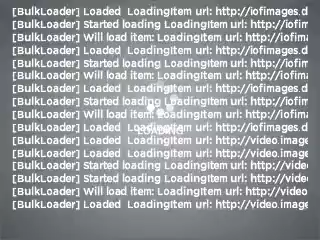 [BulkLoader] Loaded LoadingItem url: http://iofimages.d
[BulkLoader] Started loading LoadingItem url: http://iofim
[BulkLoader] Will load item: LoadingItem url: http://iofima
[BulkLoader] Loaded LoadingItem url: http://iofimages.d
[BulkLoader] Started loading LoadingItem url: http://iofim
[BulkLoader] Will load item: LoadingItem url: http://iofima
[BulkLoader] Loaded LoadingItem url: http://iofimages.d
[BulkLoader] Started loading LoadingItem url: http://iofim
[BulkLoader] Will load item: LoadingItem url: http://iofima
[BulkLoader] Loaded LoadingItem url: http://iofimages.d
LOADING
[BulkLoader] Loaded LoadingItem url: http://video.image
[BulkLoader] Loaded LoadingItem url: http://video.image
[BulkLoader] Started loading LoadingItem url: http://vide
[BulkLoader] Started loading LoadingItem url: http://vide
[BulkLoader] Will load item: LoadingItem url: http://video
[BulkLoader] Loaded LoadingItem url: http://video.image